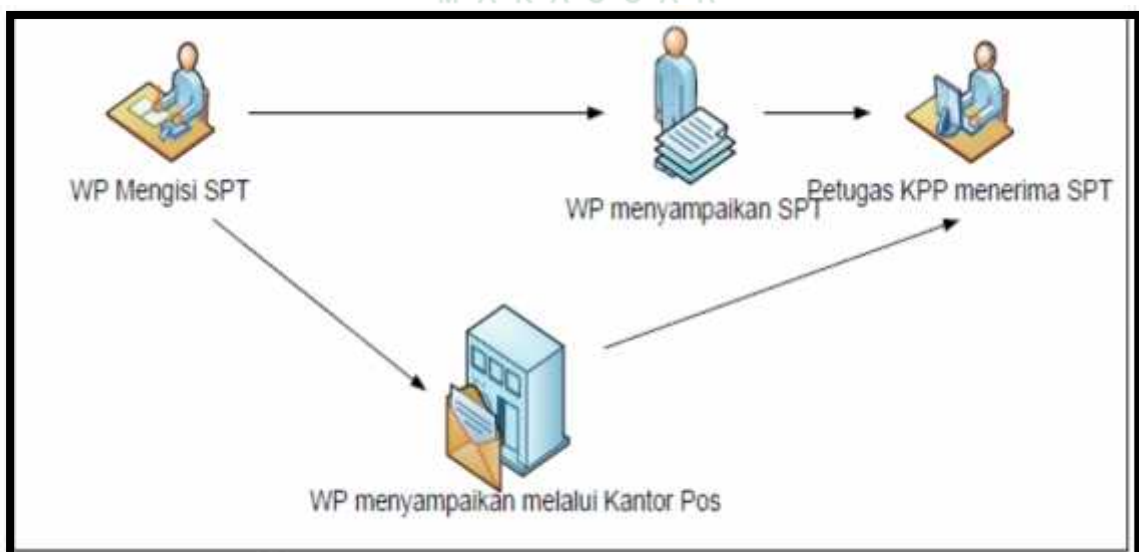 WP Mengisi SPT
WP menyampaikan SPT
Petugas KPP menerima SPT
WP menyampaikan melalui Kantor Pos